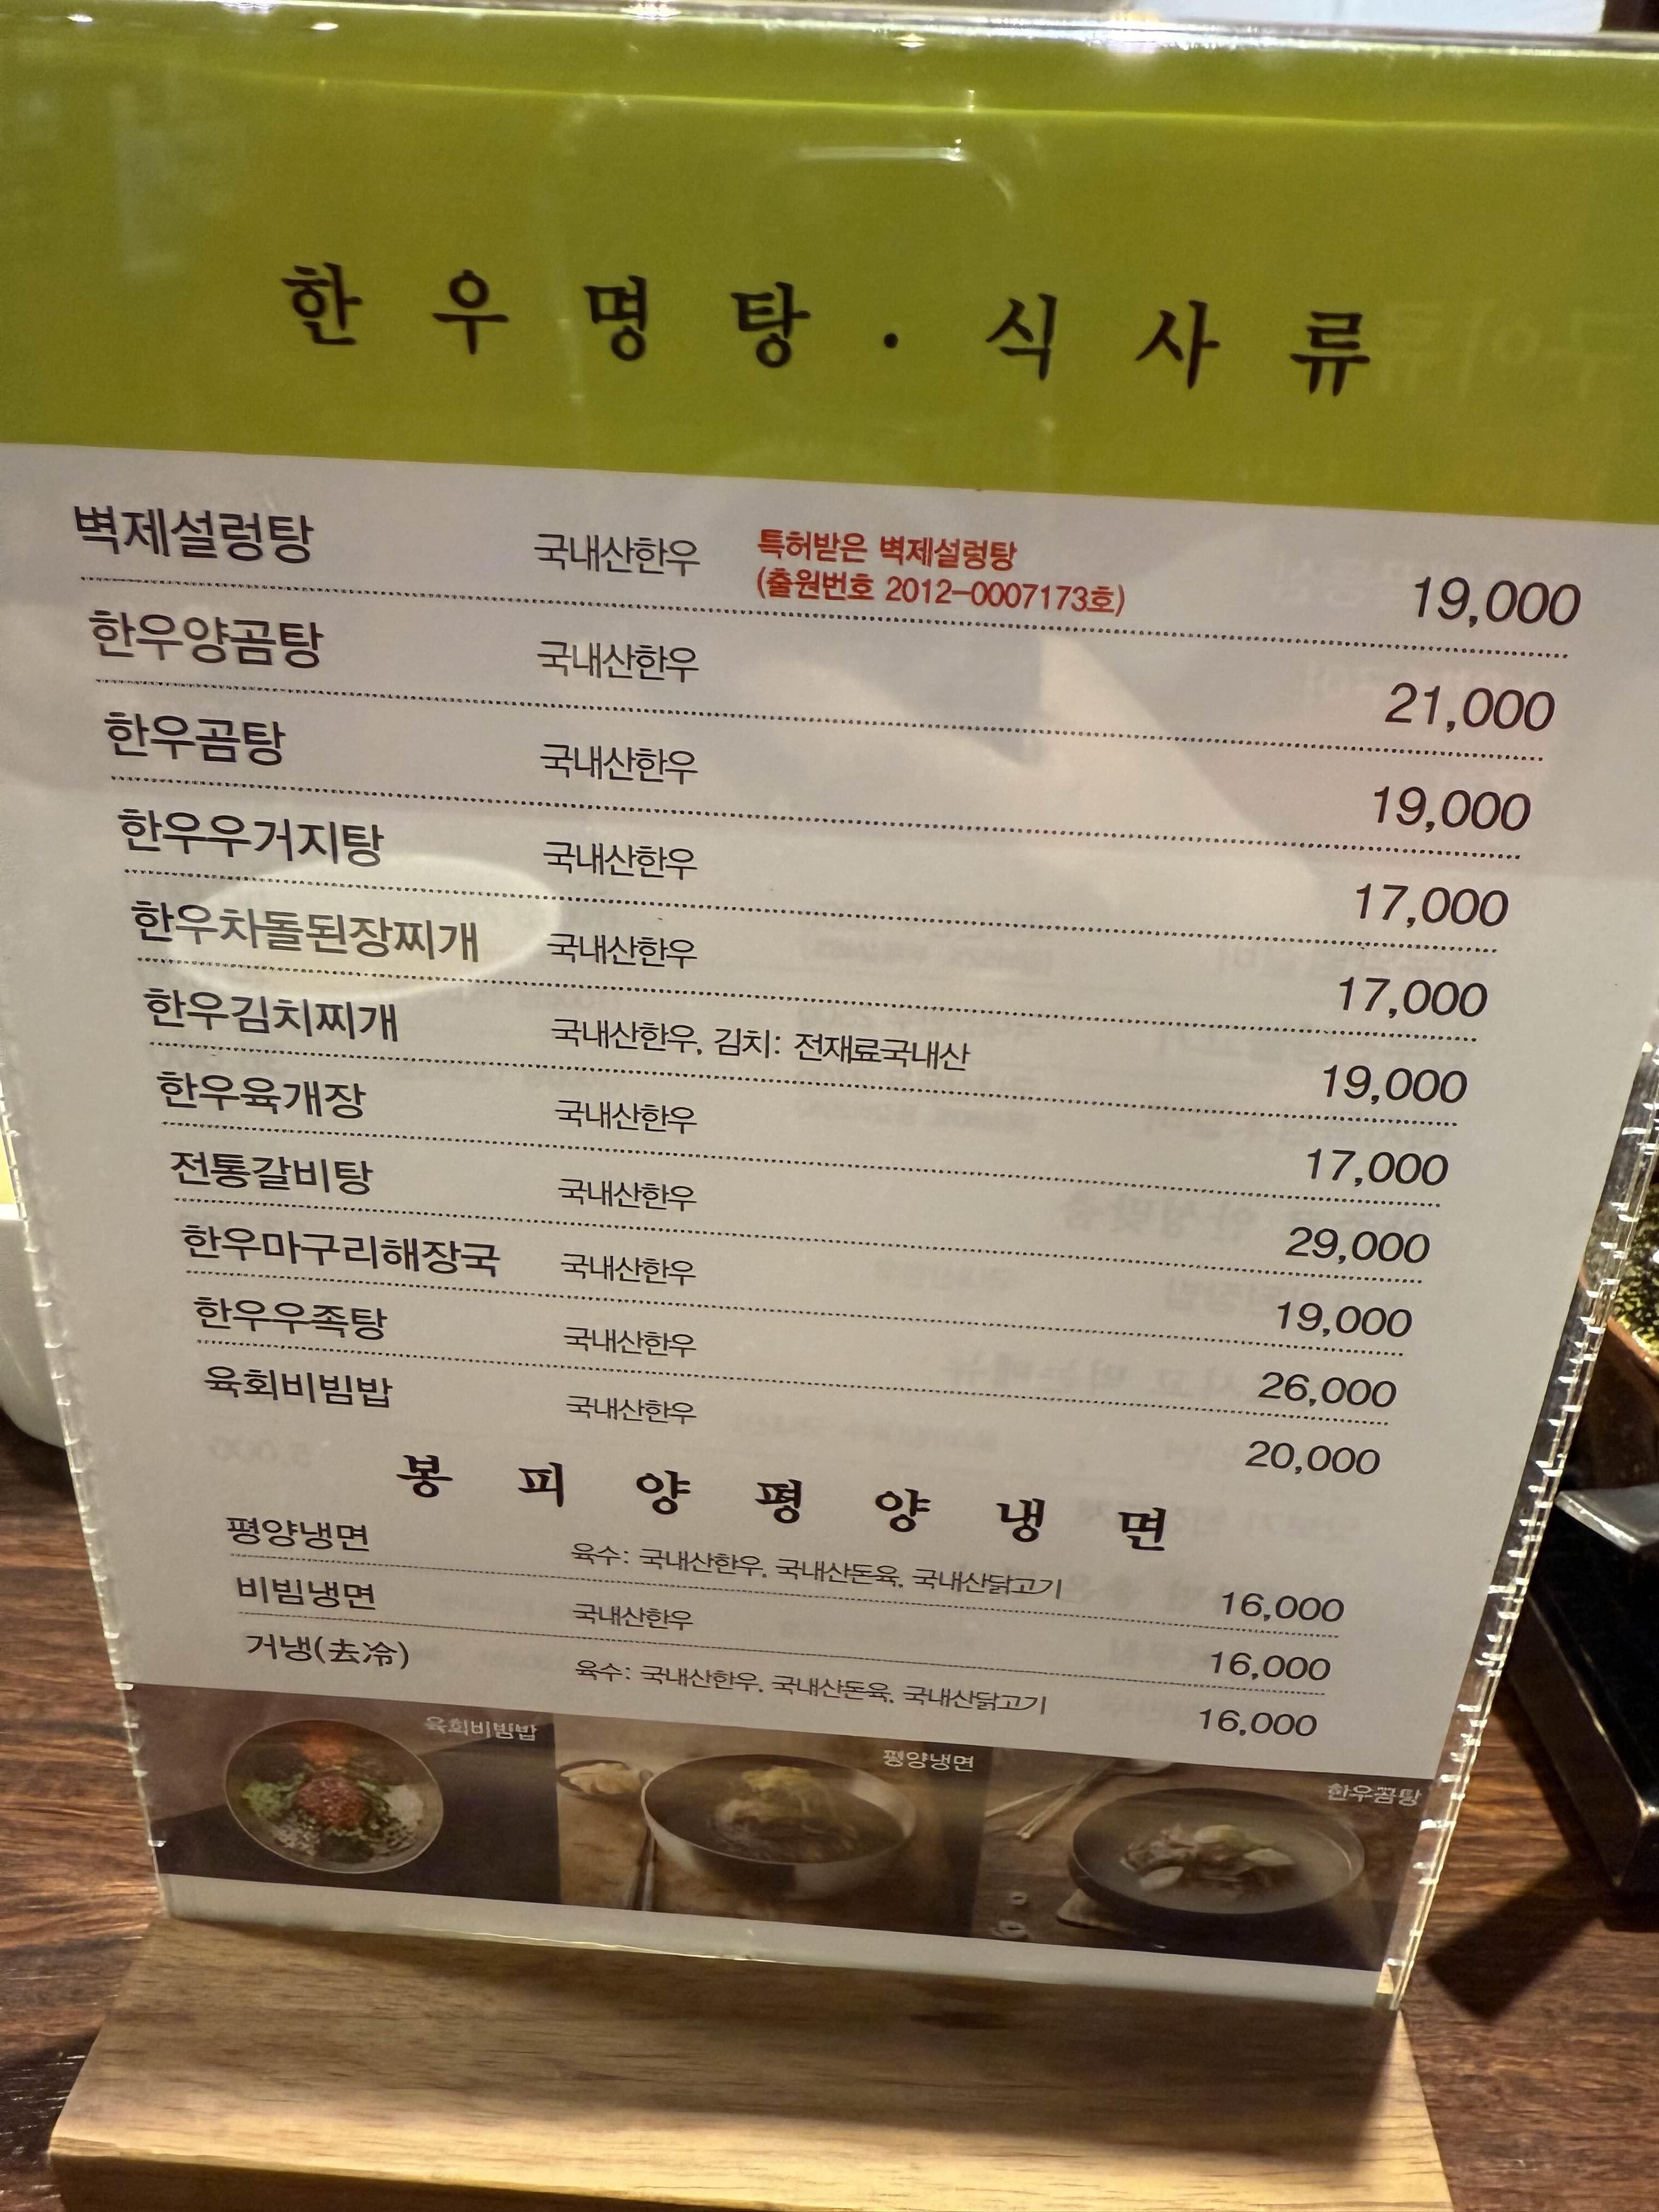 한우명탕·식사류
벽제설렁탕 국내산한우 특허받은 벽제설렁탕 (출원번호 2012-0007173호) 19,000
한우양곰탕 국내산한우 21,000
한우곰탕 국내산한우 19,000
한우우거지탕 국내산한우 17,000
한우차돌된장찌개 국내산한우 17,000
한우김치찌개 국내산한우, 김치: 전재료국내산 19,000
한우육개장 국내산한우 17,000
전통갈비탕 국내산한우 29,000
한우마구리해장국 국내산한우 19,000
한우우족탕 국내산한우 26,000
육회비빔밥 국내산한우 20,000
봉피양평양냉면
평양냉면 육수: 국내산한우, 국내산돈육, 국내산닭고기 16,000
비빔냉면 국내산한우 16,000
거냉(去冷) 육수: 국내산한우, 국내산돈육, 국내산닭고기 16,000
육회비빔밥 평양냉면 한우곰탕